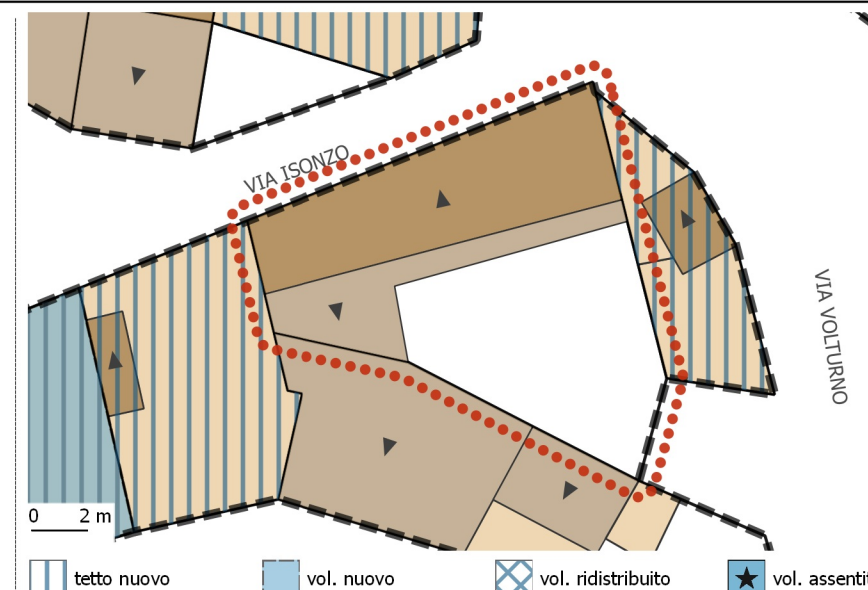 VIA ISONZO
VIA VOLTURNO
0 2 m
tetto nuovo
vol. nuovo
vol. ridistribuito
vol. assenti